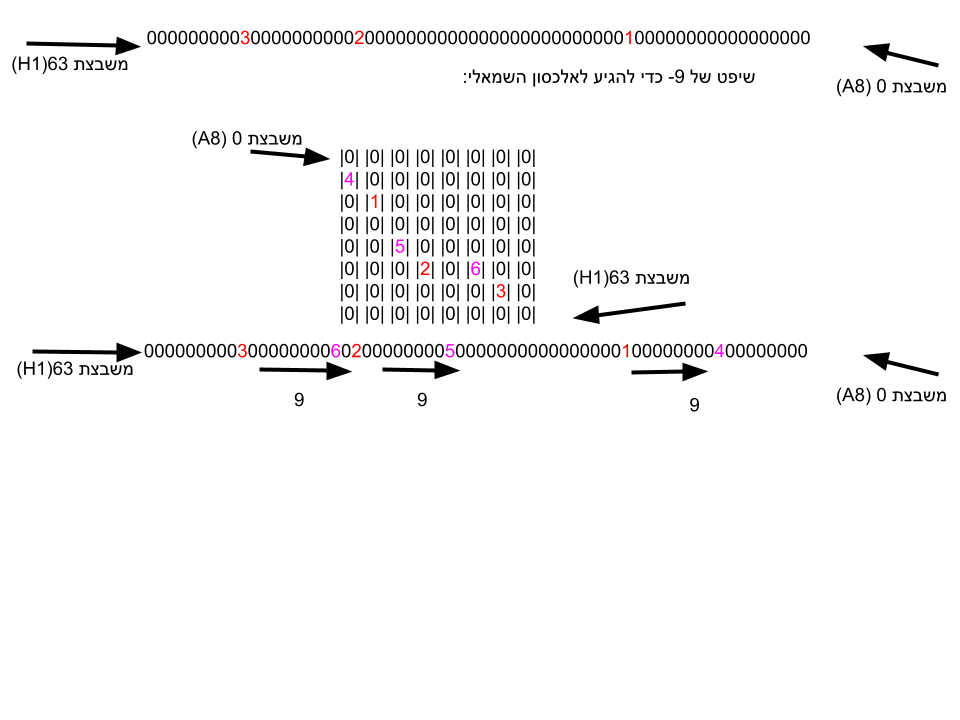 0000000003000000000020000000000000000000000000100000000000000000
משבצת 63(H1)
משבצת 0 (A8)
שיפט של 9- כדי להגיע לאלכסון השמאלי:
משבצת 0 (A8)
|0| |0| |0| |0| |0| |0| |0| |0|
|4| |0| |0| |0| |0| |0| |0| |0|
|0| |1| |0| |0| |0| |0| |0| |0|
|0| |0| |0| |0| |0| |0| |0| |0|
|0| |0| |5| |0| |0| |0| |0| |0|
|0| |0| |0| |2| |0| |6| |0| |0|
|0| |0| |0| |0| |0| |0| |3| |0|
|0| |0| |0| |0| |0| |0| |0| |0|
משבצת 63(H1)
0000000003000000006020000000050000000000000000100000000400000000
משבצת 63(H1)
משבצת 0 (A8)
9 9 9